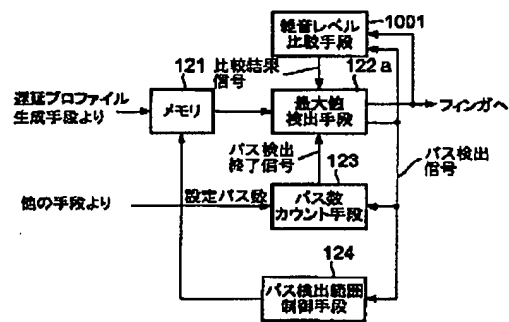 雑音レベル
比較手段
1001
121
比較結果
信号
122a
遅延プロファイル
生成手段より
メモリ
最大値
検出手段
フィンガへ
パス検出
終了信号
123
パス検出
信号
他の手段より
設定パス数
パス数
カウント手段
124
パス検出範囲
制御手段